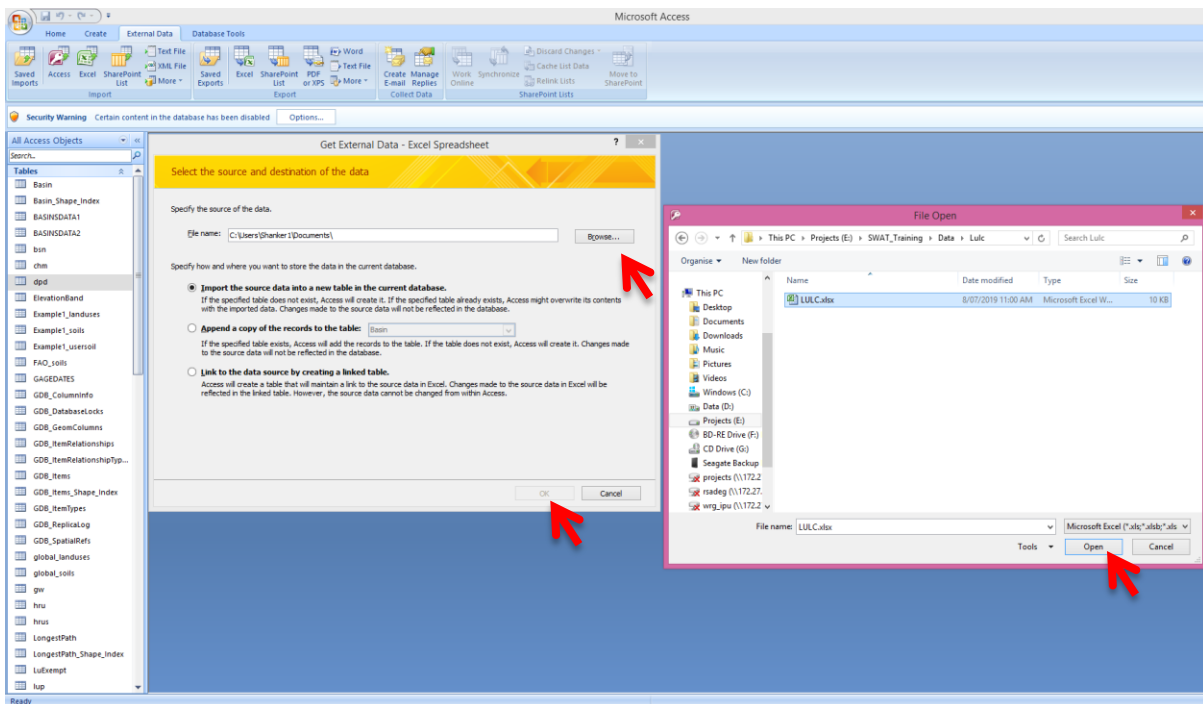 Microsoft Access
Home Create External Data Database Tools
Saved Imports
Access
Excel
SharePoint List
Text File
XML File
More
Import
Saved Exports
Excel
SharePoint List
PDF or XPS
Word
Text File
More
Export
Create E-mail
Manage Replies
Collect Data
Work Online
Synchronize
Discard Changes
Cache List Data
Relink Lists
Move to SharePoint
SharePoint Lists
Security Warning Certain content in the database has been disabled Options...
All Access Objects
Search..
Tables
Basin
Basin_Shape_Index
BASINSDATA1
BASINSDATA2
bsn
chm
dpd
ElevationBand
Example1_landuses
Example1_soils
Example1_usersoil
FAO_soils
GAGEDATES
GDB_ColumnInfo
GDB_DatabaseLocks
GDB_GeomColumns
GDB_ItemRelationships
GDB_ItemRelationshipTyp...
GDB_Items
GDB_Items_Shape_Index
GDB_ItemTypes
GDB_ReplicaLog
GDB_SpatialRefs
global_landuses
global_soils
gw
hru
hrus
LongestPath
LongestPath_Shape_Index
LuExempt
lup
Ready
Get External Data - Excel Spreadsheet
? x
Select the source and destination of the data
Specify the source of the data.
File name: C:\Users\Shanker1\Documents\ Browse...
Specify how and where you want to store the data in the current database.
Import the source data into a new table in the current database.
If the specified table does not exist, Access will create it. If the specified table already exists, Access might overwrite its contents
with the imported data. Changes made to the source data will not be reflected in the database.
Append a copy of the records to the table: Basin
If the specified table exists, Access will add the records to the table. If the table does not exist, Access will create it. Changes made
to the source data will not be reflected in the database.
Link to the data source by creating a linked table.
Access will create a table that will maintain a link to the source data in Excel. Changes made to the source data in Excel will be
reflected in the linked table. However, the source data cannot be changed from within Access.
OK Cancel
File Open
This PC Projects (E:) SWAT_Training Data Lulc Search Lulc
Organise New folder
Name Date modified Type Size
LULC.xlsx 8/07/2019 11:00 AM Microsoft Excel W... 10 KB
This PC
Desktop
Documents
Downloads
Music
Pictures
Videos
Windows (C:)
Data (D:)
Projects (E:)
BD-RE Drive (F:)
CD Drive (G:)
Seagate Backup
projects (\\172.2
rsadeg (\\172.27.
wrg_ipu (\\172.2
File name: LULC.xlsx Microsoft Excel (*.xls;*.xlsb;*.xls
Tools Open Cancel